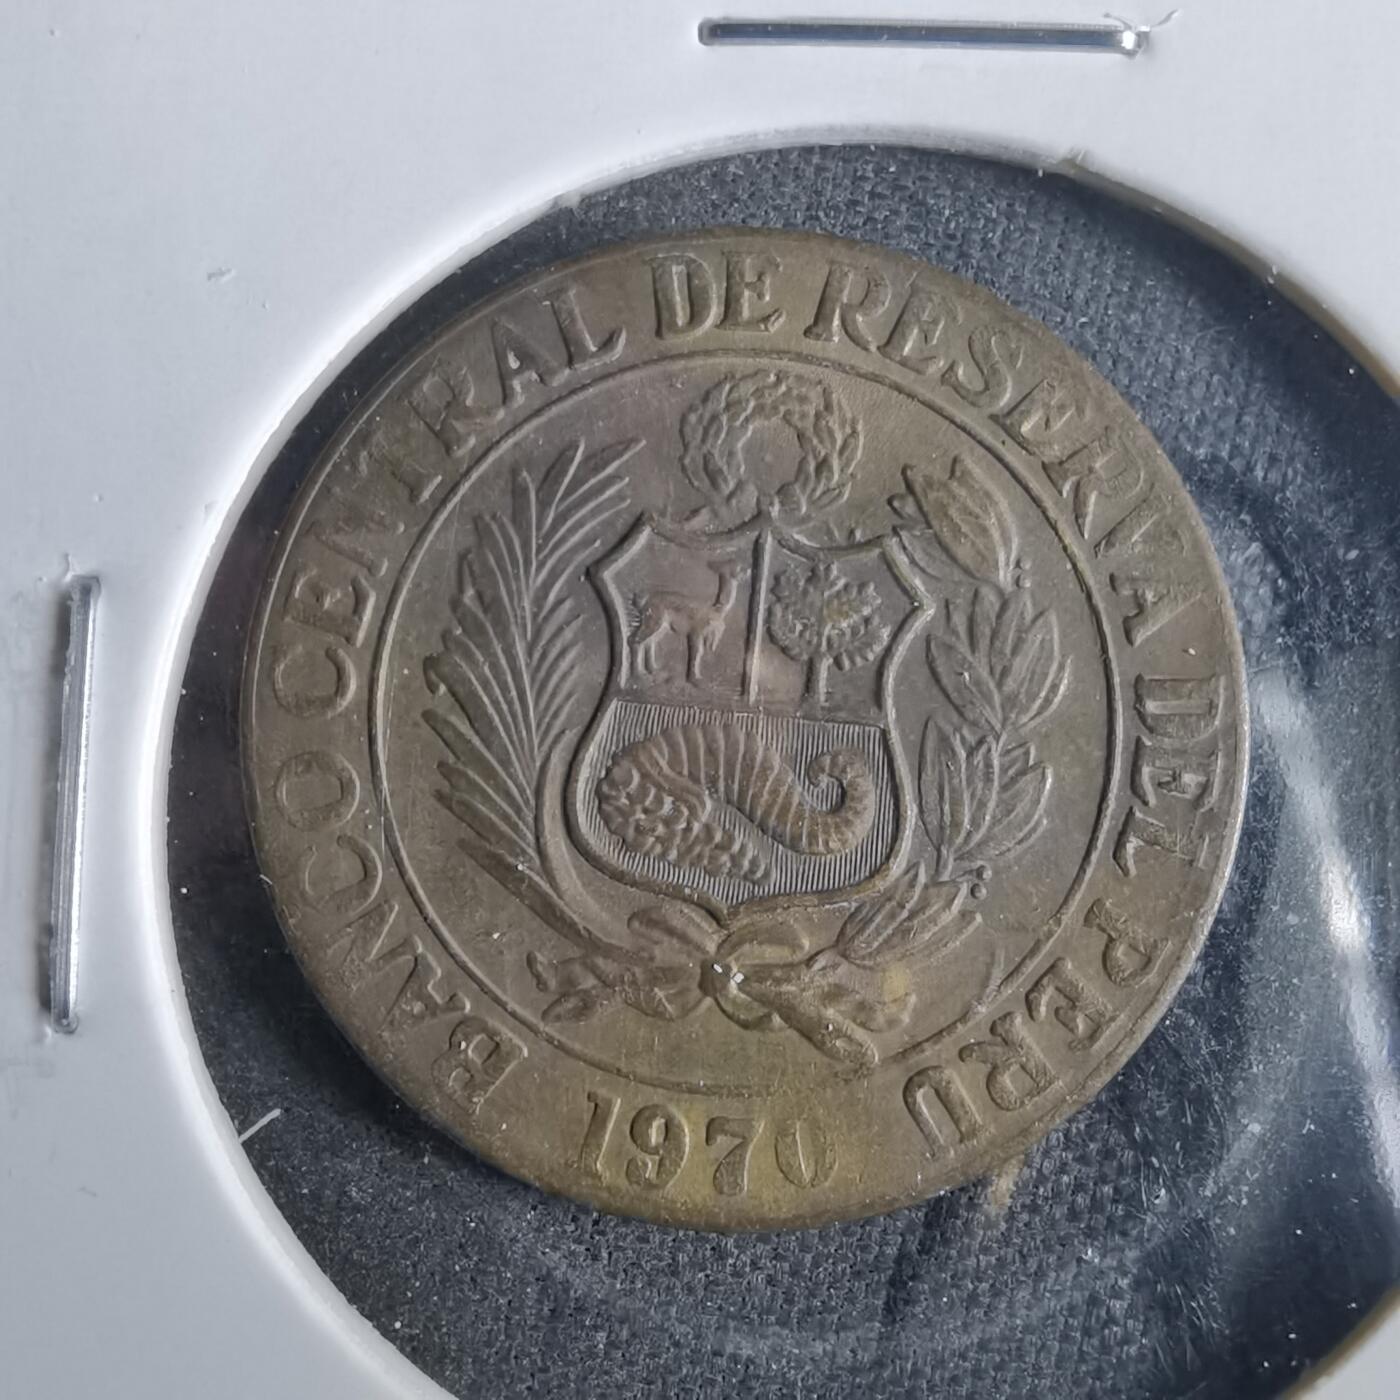 BANCO CENTRAL DE RESERVA DEL PERU
1970